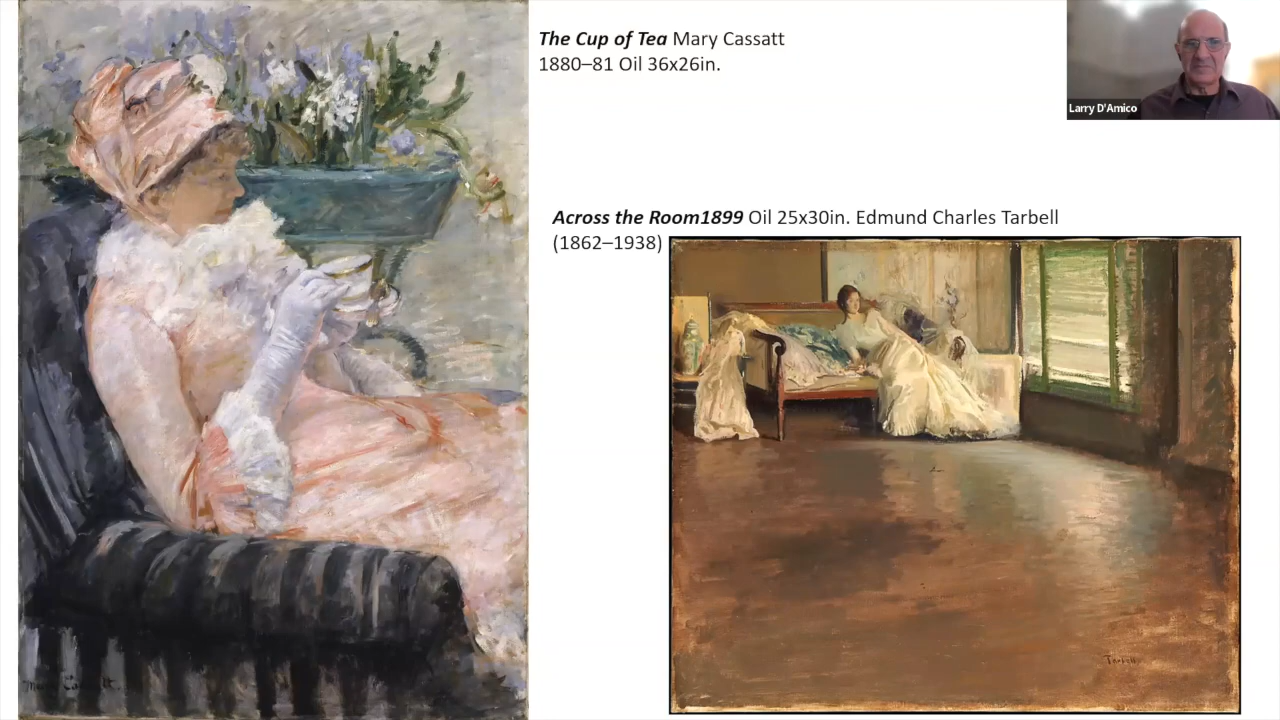 The Cup of Tea Mary Cassatt
1880–81 Oil 36x26in.
Larry D'Amico
Across the Room1899 Oil 25x30in. Edmund Charles Tarbell
(1862–1938)
Tarbell